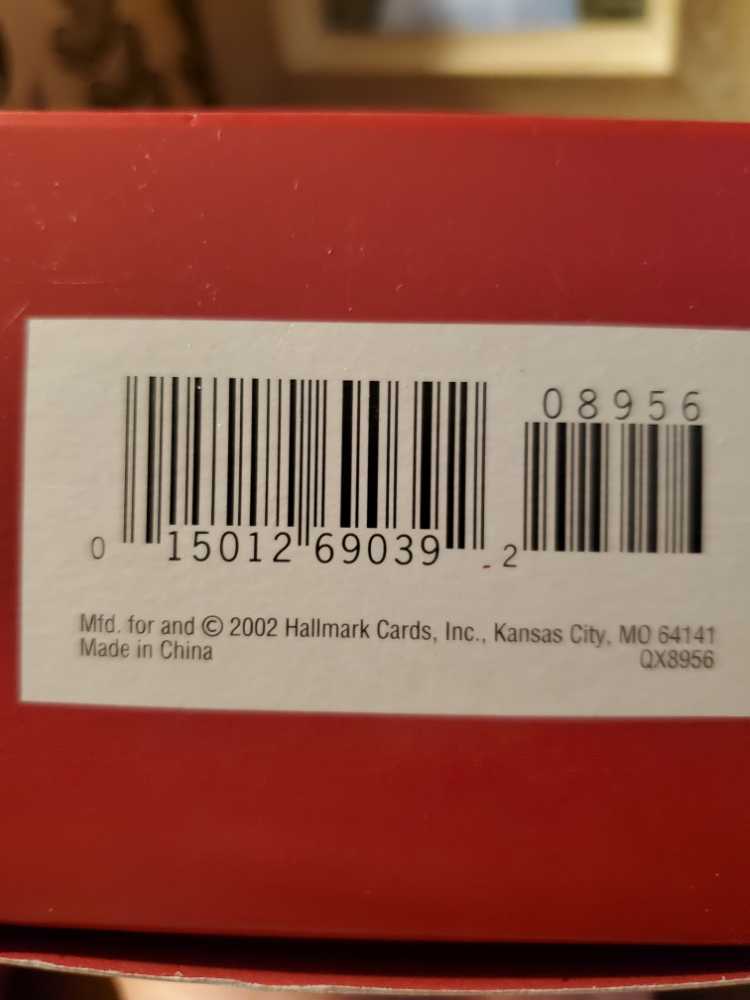 08956
0 15012 69039 2
Mfd. for and © 2002 Hallmark Cards, Inc., Kansas City, MO 64141
Made in China
QX8956